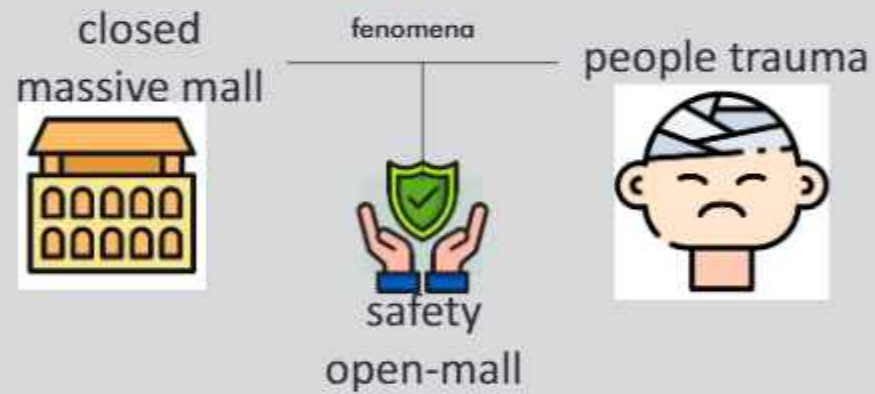 closed
massive mall
fenomena
people trauma
safety
open-mall